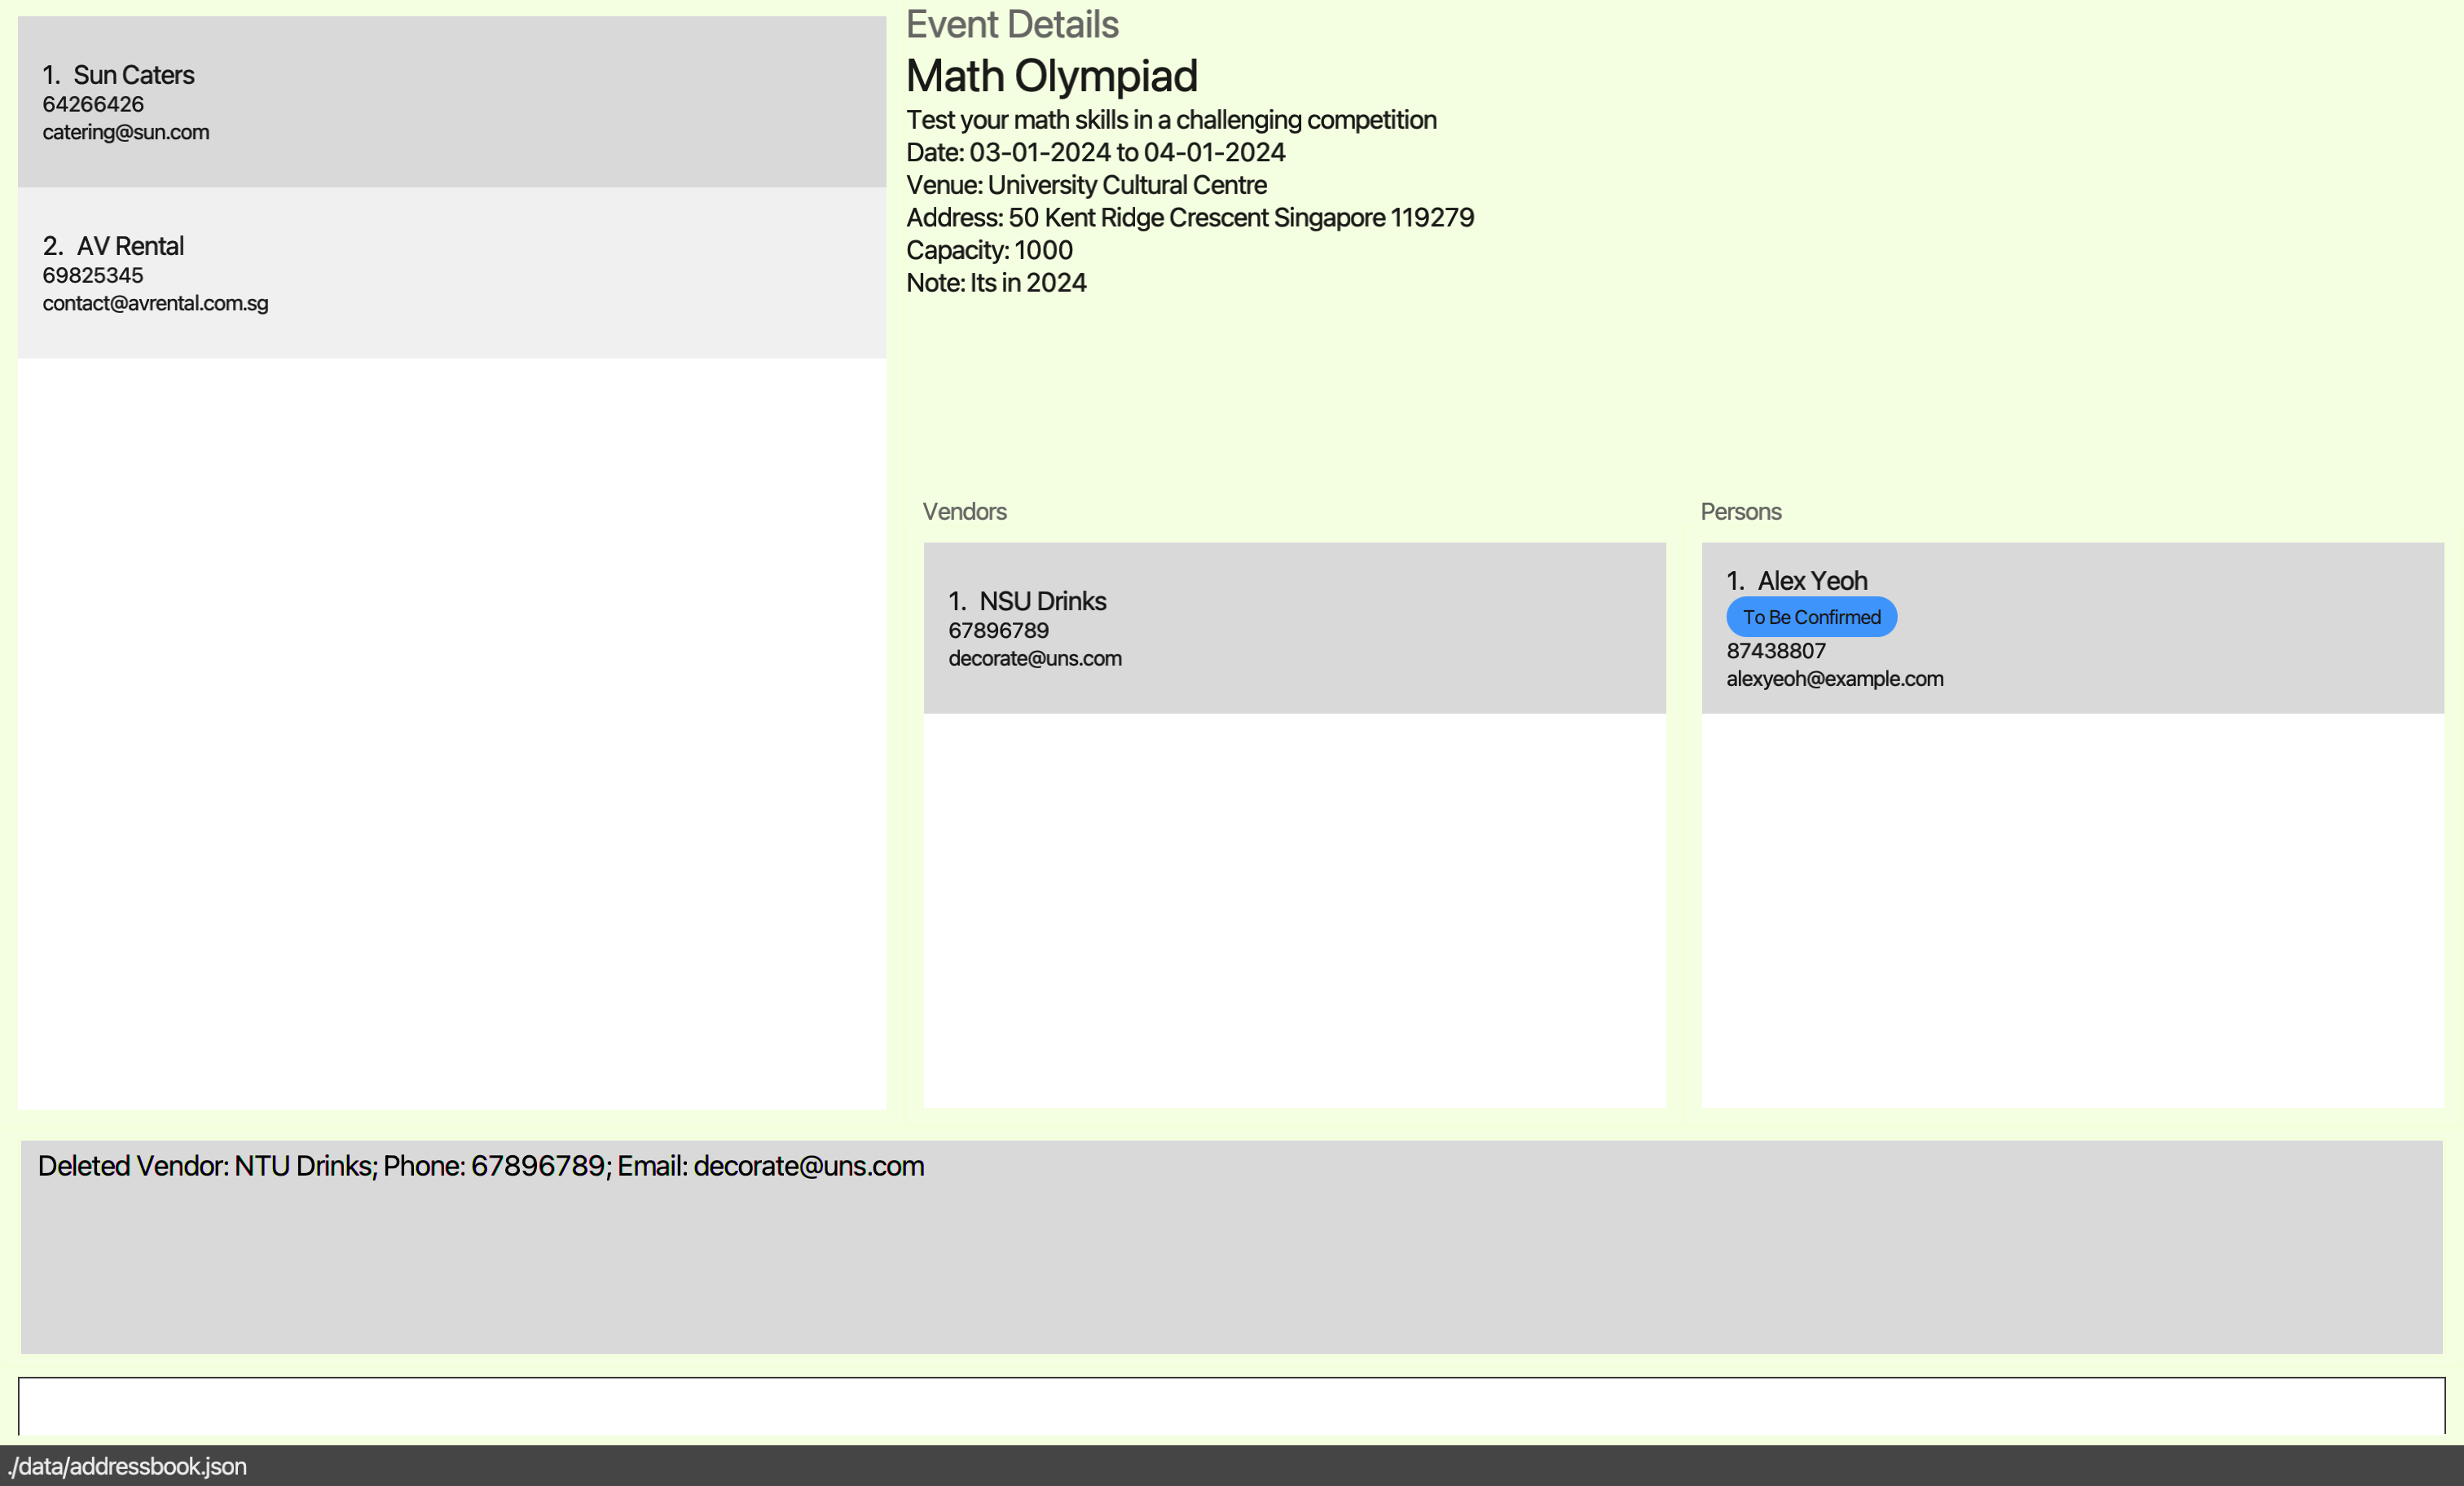 1. Sun Caters
64266426
catering@sun.com
2. AV Rental
69825345
contact@avrental.com.sg
Event Details
Math Olympiad
Test your math skills in a challenging competition
Date: 03-01-2024 to 04-01-2024
Venue: University Cultural Centre
Address: 50 Kent Ridge Crescent Singapore 119279
Capacity: 1000
Note: Its in 2024
Vendors
1. NSU Drinks
67896789
decorate@uns.com
Persons
1. Alex Yeoh
To Be Confirmed
87438807
alexyeoh@example.com
Deleted Vendor: NTU Drinks; Phone: 67896789; Email: decorate@uns.com
./data/addressbook.json